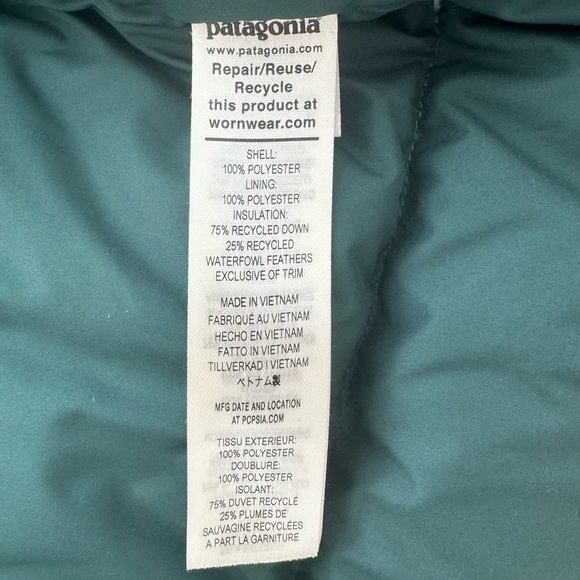 patagonia
www.patagonia.com
Repair/Reuse/
Recycle
this product at
wornwear.com
SHELL:
100% POLYESTER
LINING:
100% POLYESTER
INSULATION:
75% RECYCLED DOWN
25% RECYCLED
WATERFOWL FEATHERS
EXCLUSIVE OF TRIM
MADE IN VIETNAM
FABRIQUÉ AU VIETNAM
HECHO EN VIETNAM
FATTO IN VIETNAM
TILLVERKAD I VIETNAM
ベトナム製
MFG DATE AND LOCATION
AT PCPSIA.COM
TISSU EXTERIEUR:
100% POLYESTER
DOUBLURE:
100% POLYESTER
ISOLANT:
75% DUVET RECYCLÉ
25% PLUMES DE
SAUVAGINE RECYCLÉES
A PART LA GARNITURE